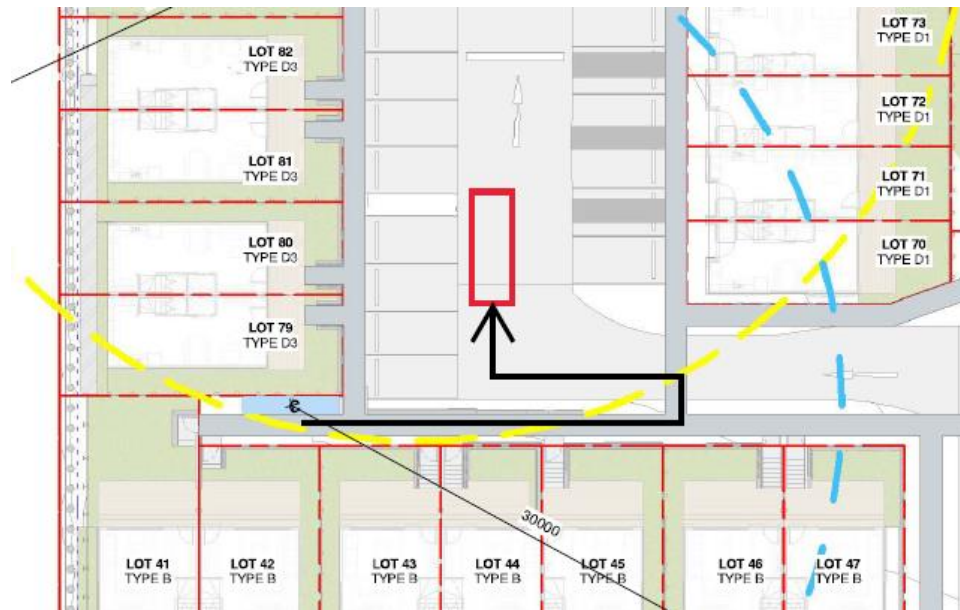 LOT 82
TYPE D3
LOT 73
TYPE D1
LOT 72
TYPE D1
LOT 81
TYPE D3
LOT 71
TYPE D1
LOT 80
TYPE D3
LOT 70
TYPE D1
LOT 79
TYPE D3
30000
LOT 41
TYPE B
LOT 42
TYPE B
LOT 43
TYPE B
LOT 44
TYPE B
LOT 45
TYPE B
LOT 46
TYPE B
LOT 47
TYPE B